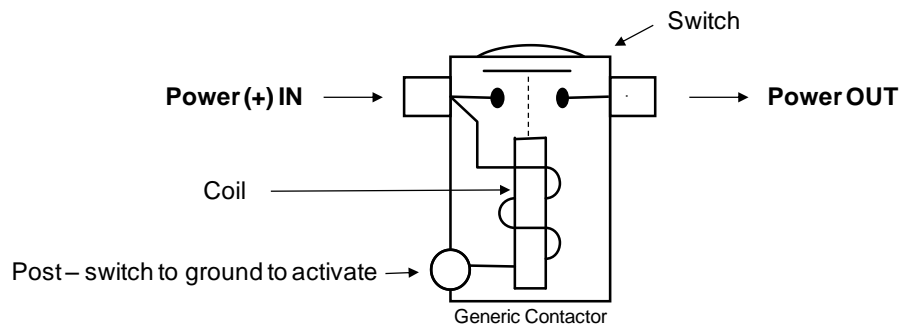 Switch
Power (+) IN
Power OUT
Coil
Post – switch to ground to activate
Generic Contactor